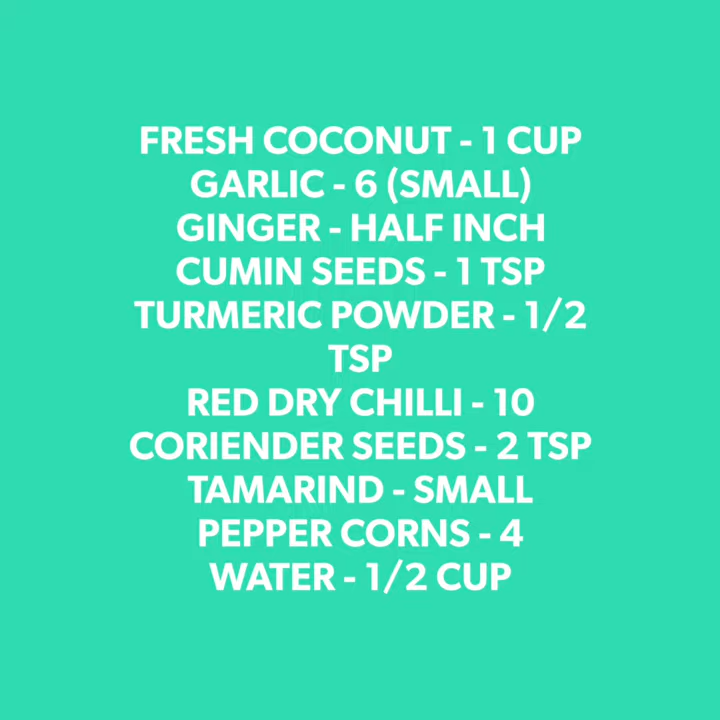 FRESH COCONUT - 1 CUP
GARLIC - 6 (SMALL)
GINGER - HALF INCH
CUMIN SEEDS - 1 TSP
TURMERIC POWDER - 1/2
TSP
RED DRY CHILLI - 10
CORIENDER SEEDS - 2 TSP
TAMARIND - SMALL
PEPPER CORNS - 4
WATER - 1/2 CUP